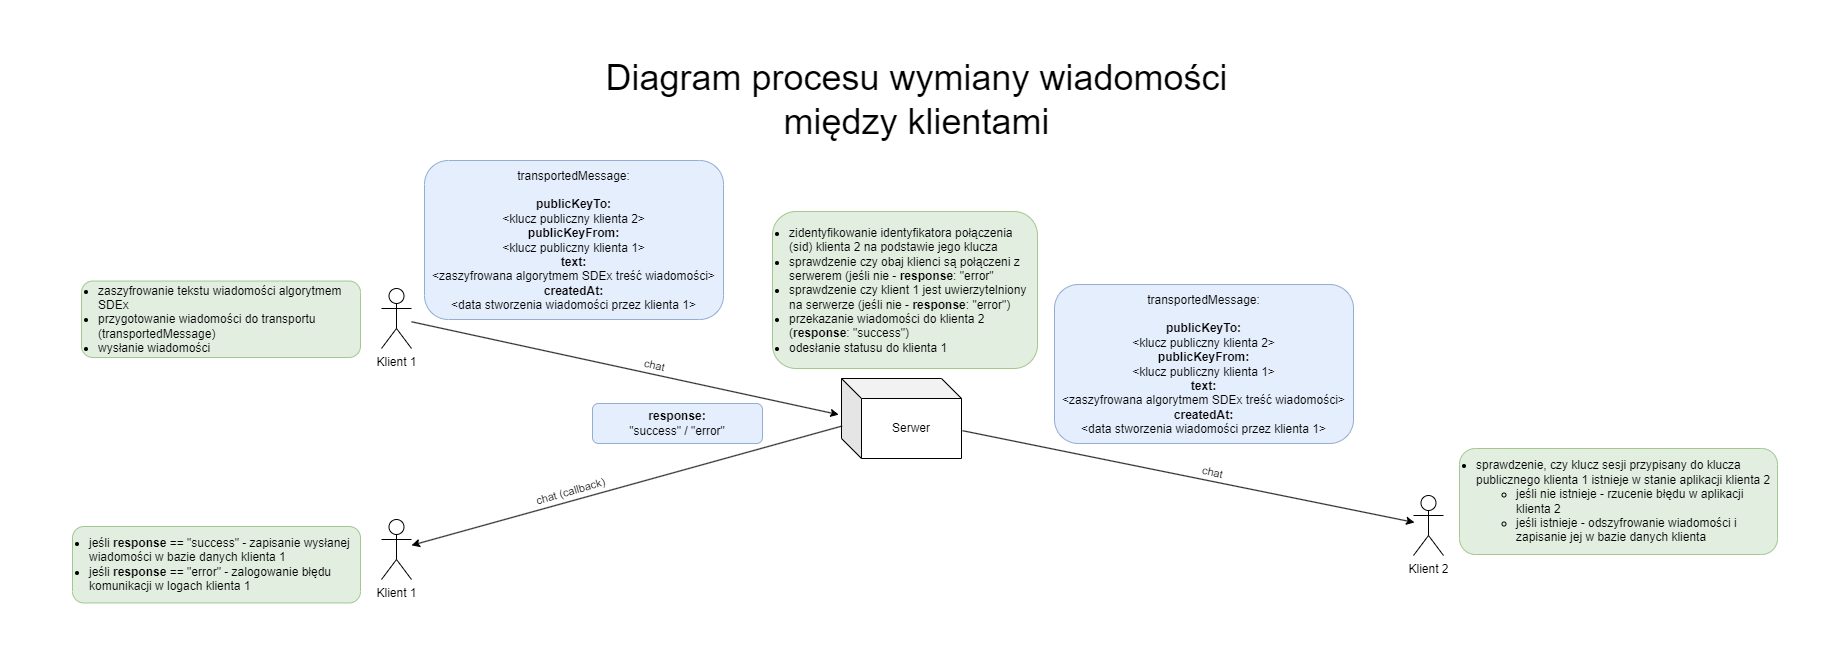 Diagram procesu wymiany wiadomości
między klientami
transportedMessage:
publicKeyTo:
<klucz publiczny klienta 2>
publicKeyFrom:
<klucz publiczny klienta 1>
text:
<zaszyfrowana algorytmem SDEx treść wiadomości>
createdAt:
<data stworzenia wiadomości przez klienta 1>
zaszyfrowanie tekstu wiadomości algorytmem
SDEx
przygotowanie wiadomości do transportu
(transportedMessage)
wysłanie wiadomości
Klient 1
chat
zidentyfikowanie identyfikatora połączenia
(sid) klienta 2 na podstawie jego klucza
sprawdzenie czy obaj klienci są połączeni z
serwerem (jeśli nie - response: "error"
sprawdzenie czy klient 1 jest uwierzytelniony
na serwerze (jeśli nie - response: "error")
przekazanie wiadomości do klienta 2
(response: "success")
odesłanie statusu do klienta 1
Serwer
response:
"success" / "error"
chat (callback)
transportedMessage:
publicKeyTo:
<klucz publiczny klienta 2>
publicKeyFrom:
<klucz publiczny klienta 1>
text:
<zaszyfrowana algorytmem SDEx treść wiadomości>
createdAt:
<data stworzenia wiadomości przez klienta 1>
chat
jeśli response == "success" - zapisanie wysłanej
wiadomości w bazie danych klienta 1
jeśli response == "error" - zalogowanie błędu
komunikacji w logach klienta 1
Klient 1
Klient 2
sprawdzenie, czy klucz sesji przypisany do klucza
publicznego klienta 1 istnieje w stanie aplikacji klienta 2
jeśli nie istnieje - rzucenie błędu w aplikacji
klienta 2
jeśli istnieje - odszyfrowanie wiadomości i
zapisanie jej w bazie danych klienta